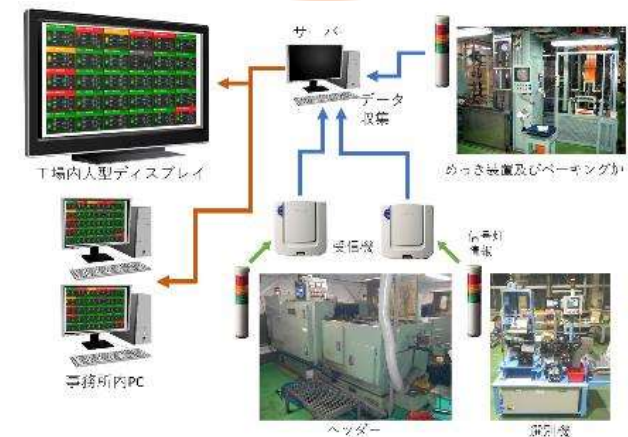 サーバー
データ
収集
工場内大型ディスプレイ
めっき装置及びベーキング炉
受信機
信号灯
情報
事務所内PC
ヘッダー
選別機